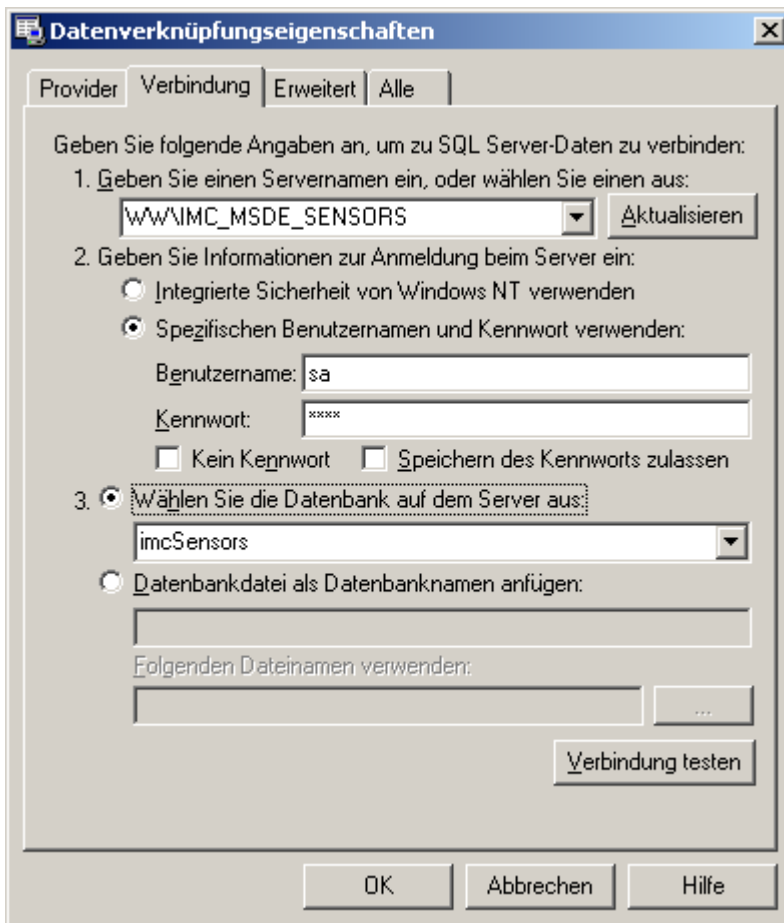 Datenverknüpfungseigenschaften
Provider Verbindung Erweitert Alle
Geben Sie folgende Angaben an, um zu SQL Server-Daten zu verbinden:
1. Geben Sie einen Servernamen ein, oder wählen Sie einen aus:
WW\IMC_MSDE_SENSORS Aktualisieren
2. Geben Sie Informationen zur Anmeldung beim Server ein:
Integrierte Sicherheit von Windows NT verwenden
Spezifischen Benutzernamen und Kennwort verwenden:
Benutzername: sa
Kennwort: ****
Kein Kennwort Speichern des Kennworts zulassen
3. Wählen Sie die Datenbank auf dem Server aus:
imcSensors
Datenbankdatei als Datenbanknamen anfügen:
Folgenden Dateinamen verwenden:
...
Verbindung testen
OK Abbrechen Hilfe